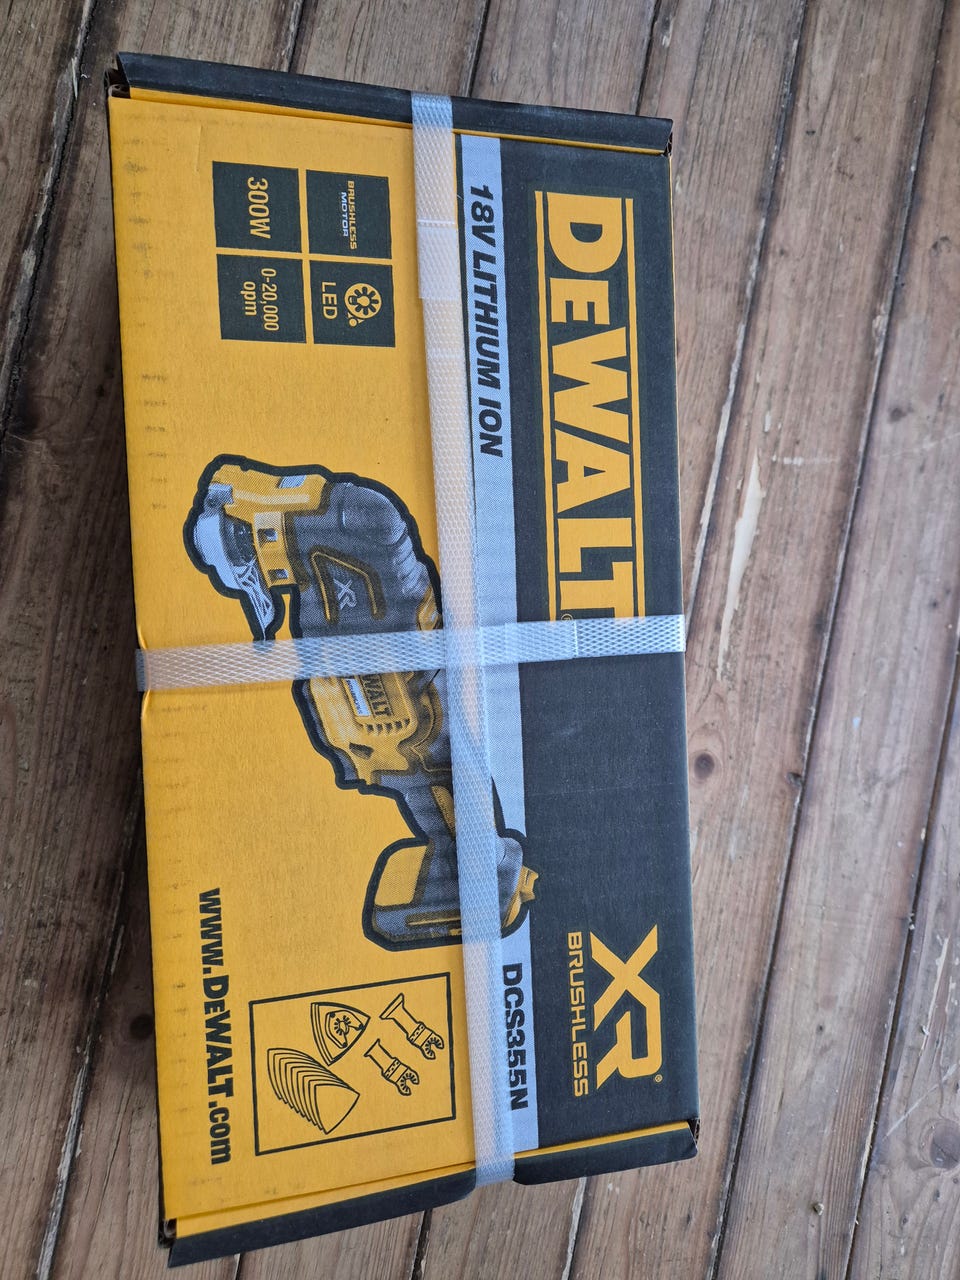 DEWALT
XR®
BRUSHLESS
18V LITHIUM ION
DCS355N
BRUSHLESS
MOTOR
LED
300W
0-20,000
opm
XR
WALT
www.DEWALT.com